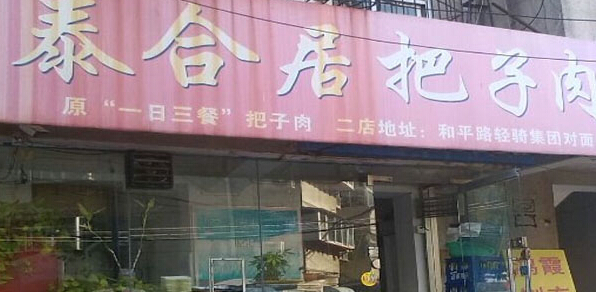 泰合居把子肉
原“一日三餐”把子肉 二店地址：和平路轻骑集团对面
霞